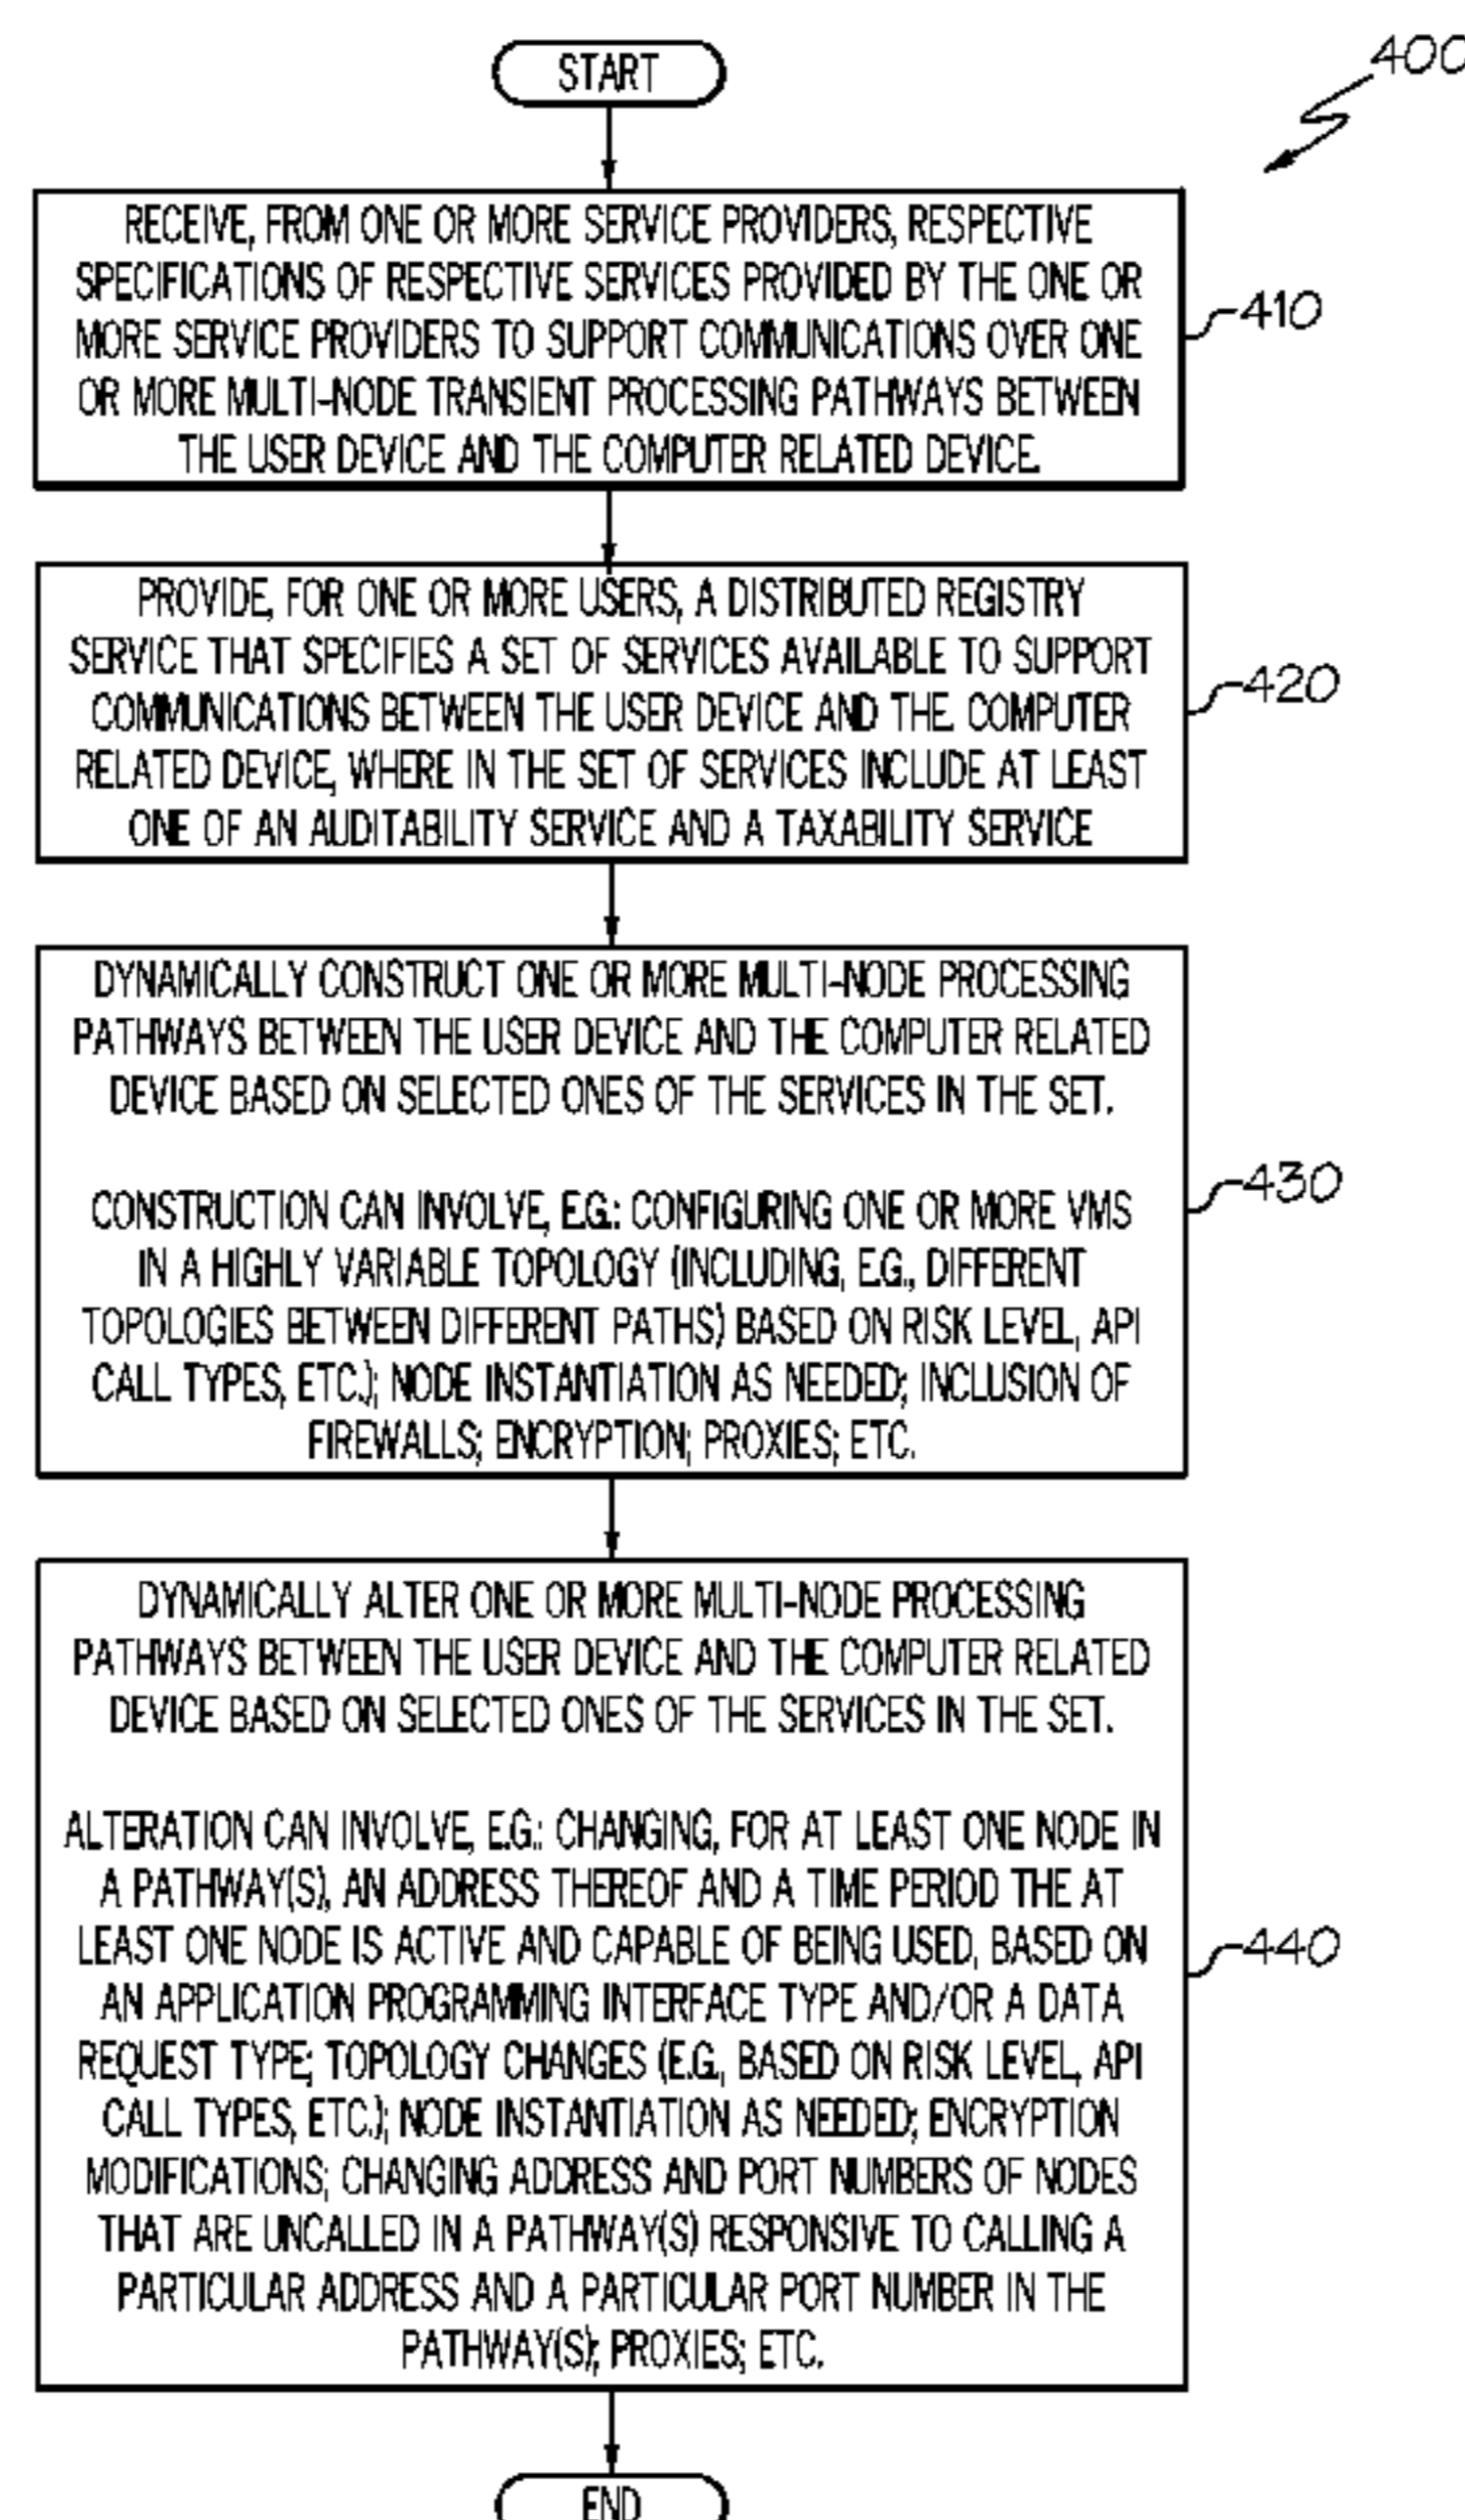 START
400
RECEIVE, FROM ONE OR MORE SERVICE PROVIDERS, RESPECTIVE
SPECIFICATIONS OF RESPECTIVE SERVICES PROVIDED BY THE ONE OR
MORE SERVICE PROVIDERS TO SUPPORT COMMUNICATIONS OVER ONE
OR MORE MULTI-NODE TRANSIENT PROCESSING PATHWAYS BETWEEN
THE USER DEVICE AND THE COMPUTER RELATED DEVICE.
410
PROVIDE, FOR ONE OR MORE USERS, A DISTRIBUTED REGISTRY
SERVICE THAT SPECIFIES A SET OF SERVICES AVAILABLE TO SUPPORT
COMMUNICATIONS BETWEEN THE USER DEVICE AND THE. COMPUTER
RELATED DEVICE, WHERE IN THE SET OF SERVICES INCLUDE AT LEAST
ONE OF AN AUDITABILITY SERVICE AND A TAXABILITY SERVICE
420
DYNAMICALLY CONSTRUCT ONE OR MORE MULTI-NODE PROCESSING
PATHWAYS BETWEEN THE USER DEVICE AND THE COMPUTER RELATED
DEVICE BASED ON SELECTED ONES OF THE SERVICES IN THE SET.
CONSTRUCTION CAN INVOLVE, E.G.: CONFIGURING ONE OR MORE VMS
IN A HIGHLY VARIABLE TOPOLOGY (INCLUDING, E.G., DIFFERENT
TOPOLOGIES BETWEEN DIFFERENT PATHS) BASED ON RISK LEVEL, API
CALL TYPES, ETC.); NODE INSTANTIATION AS NEEDED; INCLUSION OF
FIREWALLS; ENCRYPTION; PROXIES; ETC.
430
DYNAMICALLY ALTER ONE OR MORE MULTI-NODE PROCESSING
PATHWAYS BETWEEN THE USER DEVICE AND THE COMPUTER RELATED
DEVICE BASED ON SELECTED ONES OF THE SERVICES IN THE SET.
ALTERATION CAN INVOLVE, E.G.: CHANGING, FOR AT LEAST ONE NODE IN
A PATHWAY(S), AN ADDRESS THEREOF AND A TIME PERIOD THE AT
LEAST ONE NODE IS ACTIVE AND CAPABLE OF BEING USED, BASED ON
AN APPLICATION PROGRAMMING INTERFACE TYPE AND/OR A DATA
REQUEST TYPE; TOPOLOGY CHANGES (E.G., BASED ON RISK LEVEL, API
CALL TYPES, ETC.); NODE INSTANTIATION AS NEEDED; ENCRYPTION
MODIFICATIONS; CHANGING ADDRESS AND PORT NUMBERS OF NODES
THAT ARE UNCALLED IN A PATHWAY(S) RESPONSIVE TO CALLING A
PARTICULAR ADDRESS AND A PARTICULAR PORT NUMBER IN THE
PATHWAY(S); PROXIES; ETC.
440
END